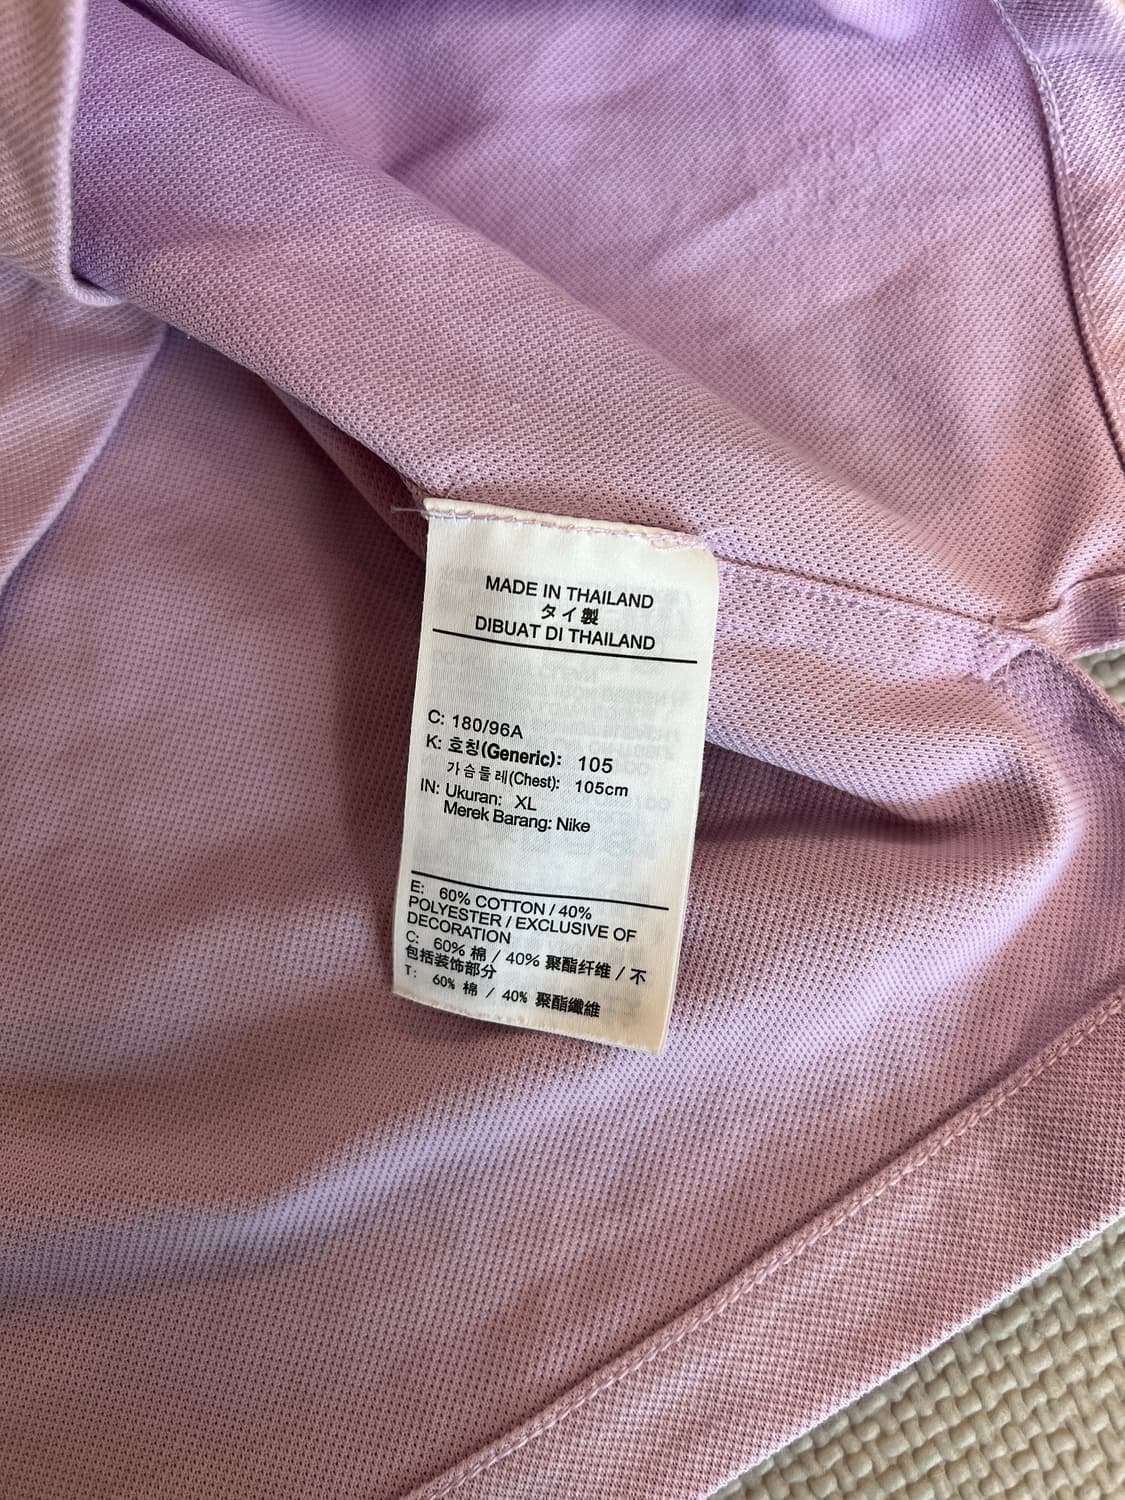 MADE IN THAILAND
タイ製
DIBUAT DI THAILAND
C: 180/96A
K: 호칭(Generic): 105
가슴둘레(Chest): 105cm
IN: Ukuran: XL
Merek Barang: Nike
E: 60% COTTON / 40%
POLYESTER / EXCLUSIVE OF
DECORATION
C: 60% 棉 / 40% 聚酯纤维 / 不
包括装饰部分
T: 60% 棉 / 40% 聚酯纖維